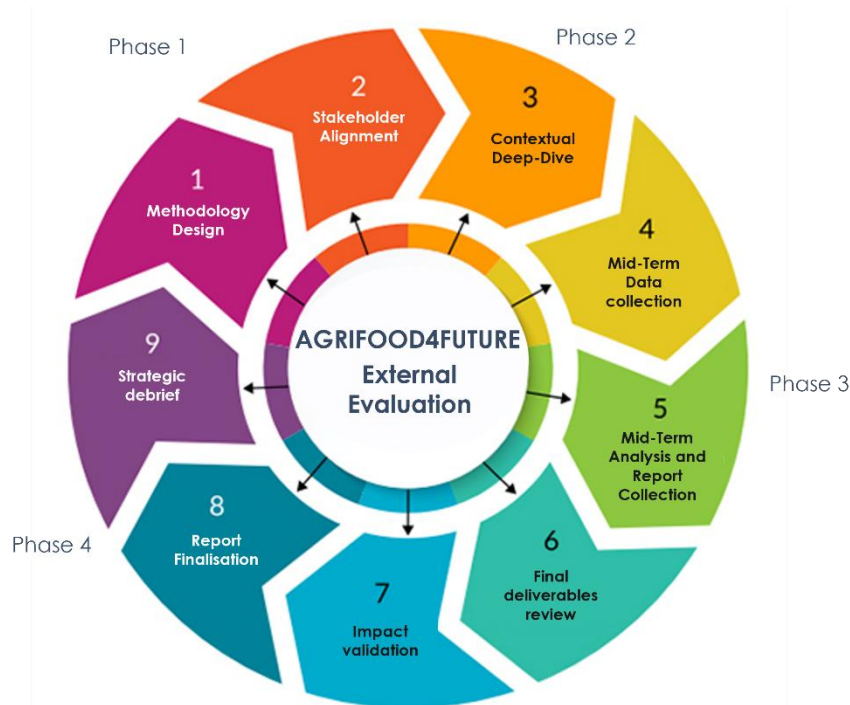 Phase 1
Phase 2
1
Methodology
Design
2
Stakeholder
Alignment
3
Contextual
Deep-Dive
4
Mid-Term
Data
collection
Phase 3
5
Mid-Term
Analysis and
Report
Collection
6
Final
deliverables
review
7
Impact
validation
8
Report
Finalisation
Phase 4
9
Strategic
debrief
AGRIFOOD4FUTURE
External
Evaluation